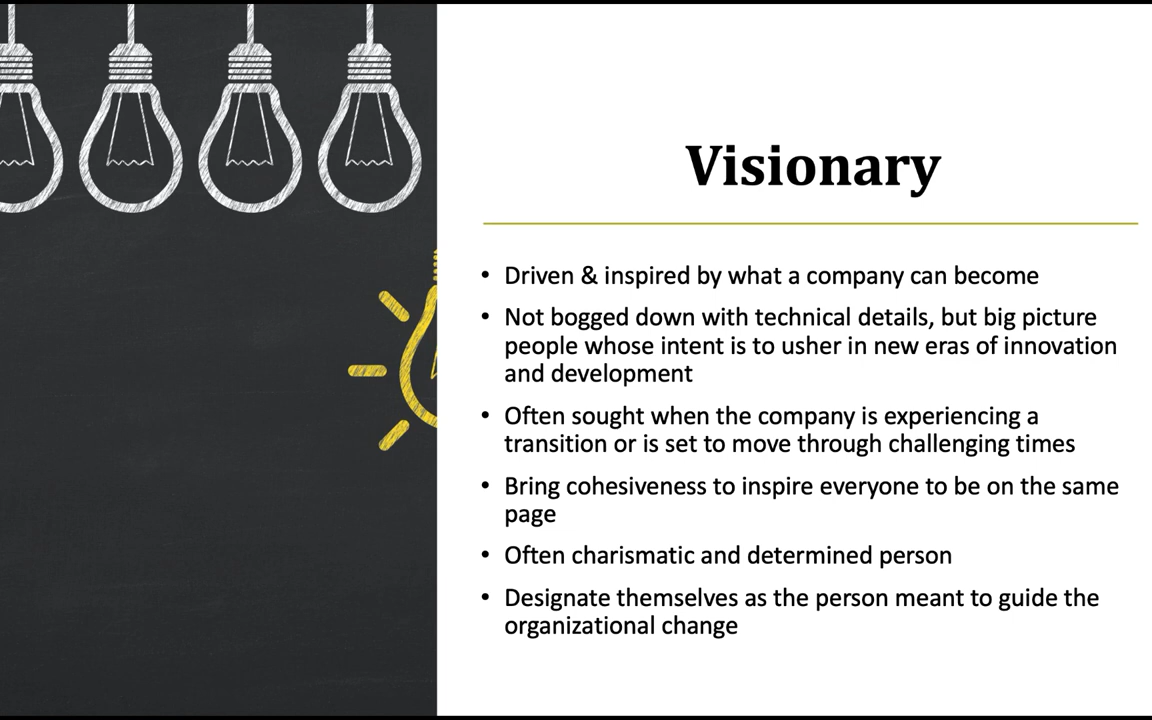 Visionary
• Driven & inspired by what a company can become
• Not bogged down with technical details, but big picture
people whose intent is to usher in new eras of innovation
and development
• Often sought when the company is experiencing a
transition or is set to move through challenging times
• Bring cohesiveness to inspire everyone to be on the same
page
• Often charismatic and determined person
• Designate themselves as the person meant to guide the
organizational change